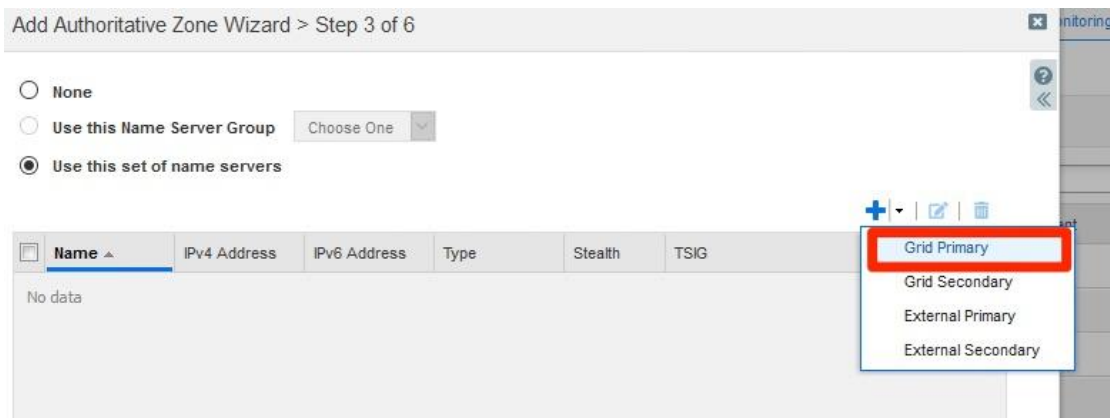 Add Authoritative Zone Wizard > Step 3 of 6
None
Use this Name Server Group Choose One
Use this set of name servers
Name IPv4 Address IPv6 Address Type Stealth TSIG
No data
Grid Primary
Grid Secondary
External Primary
External Secondary